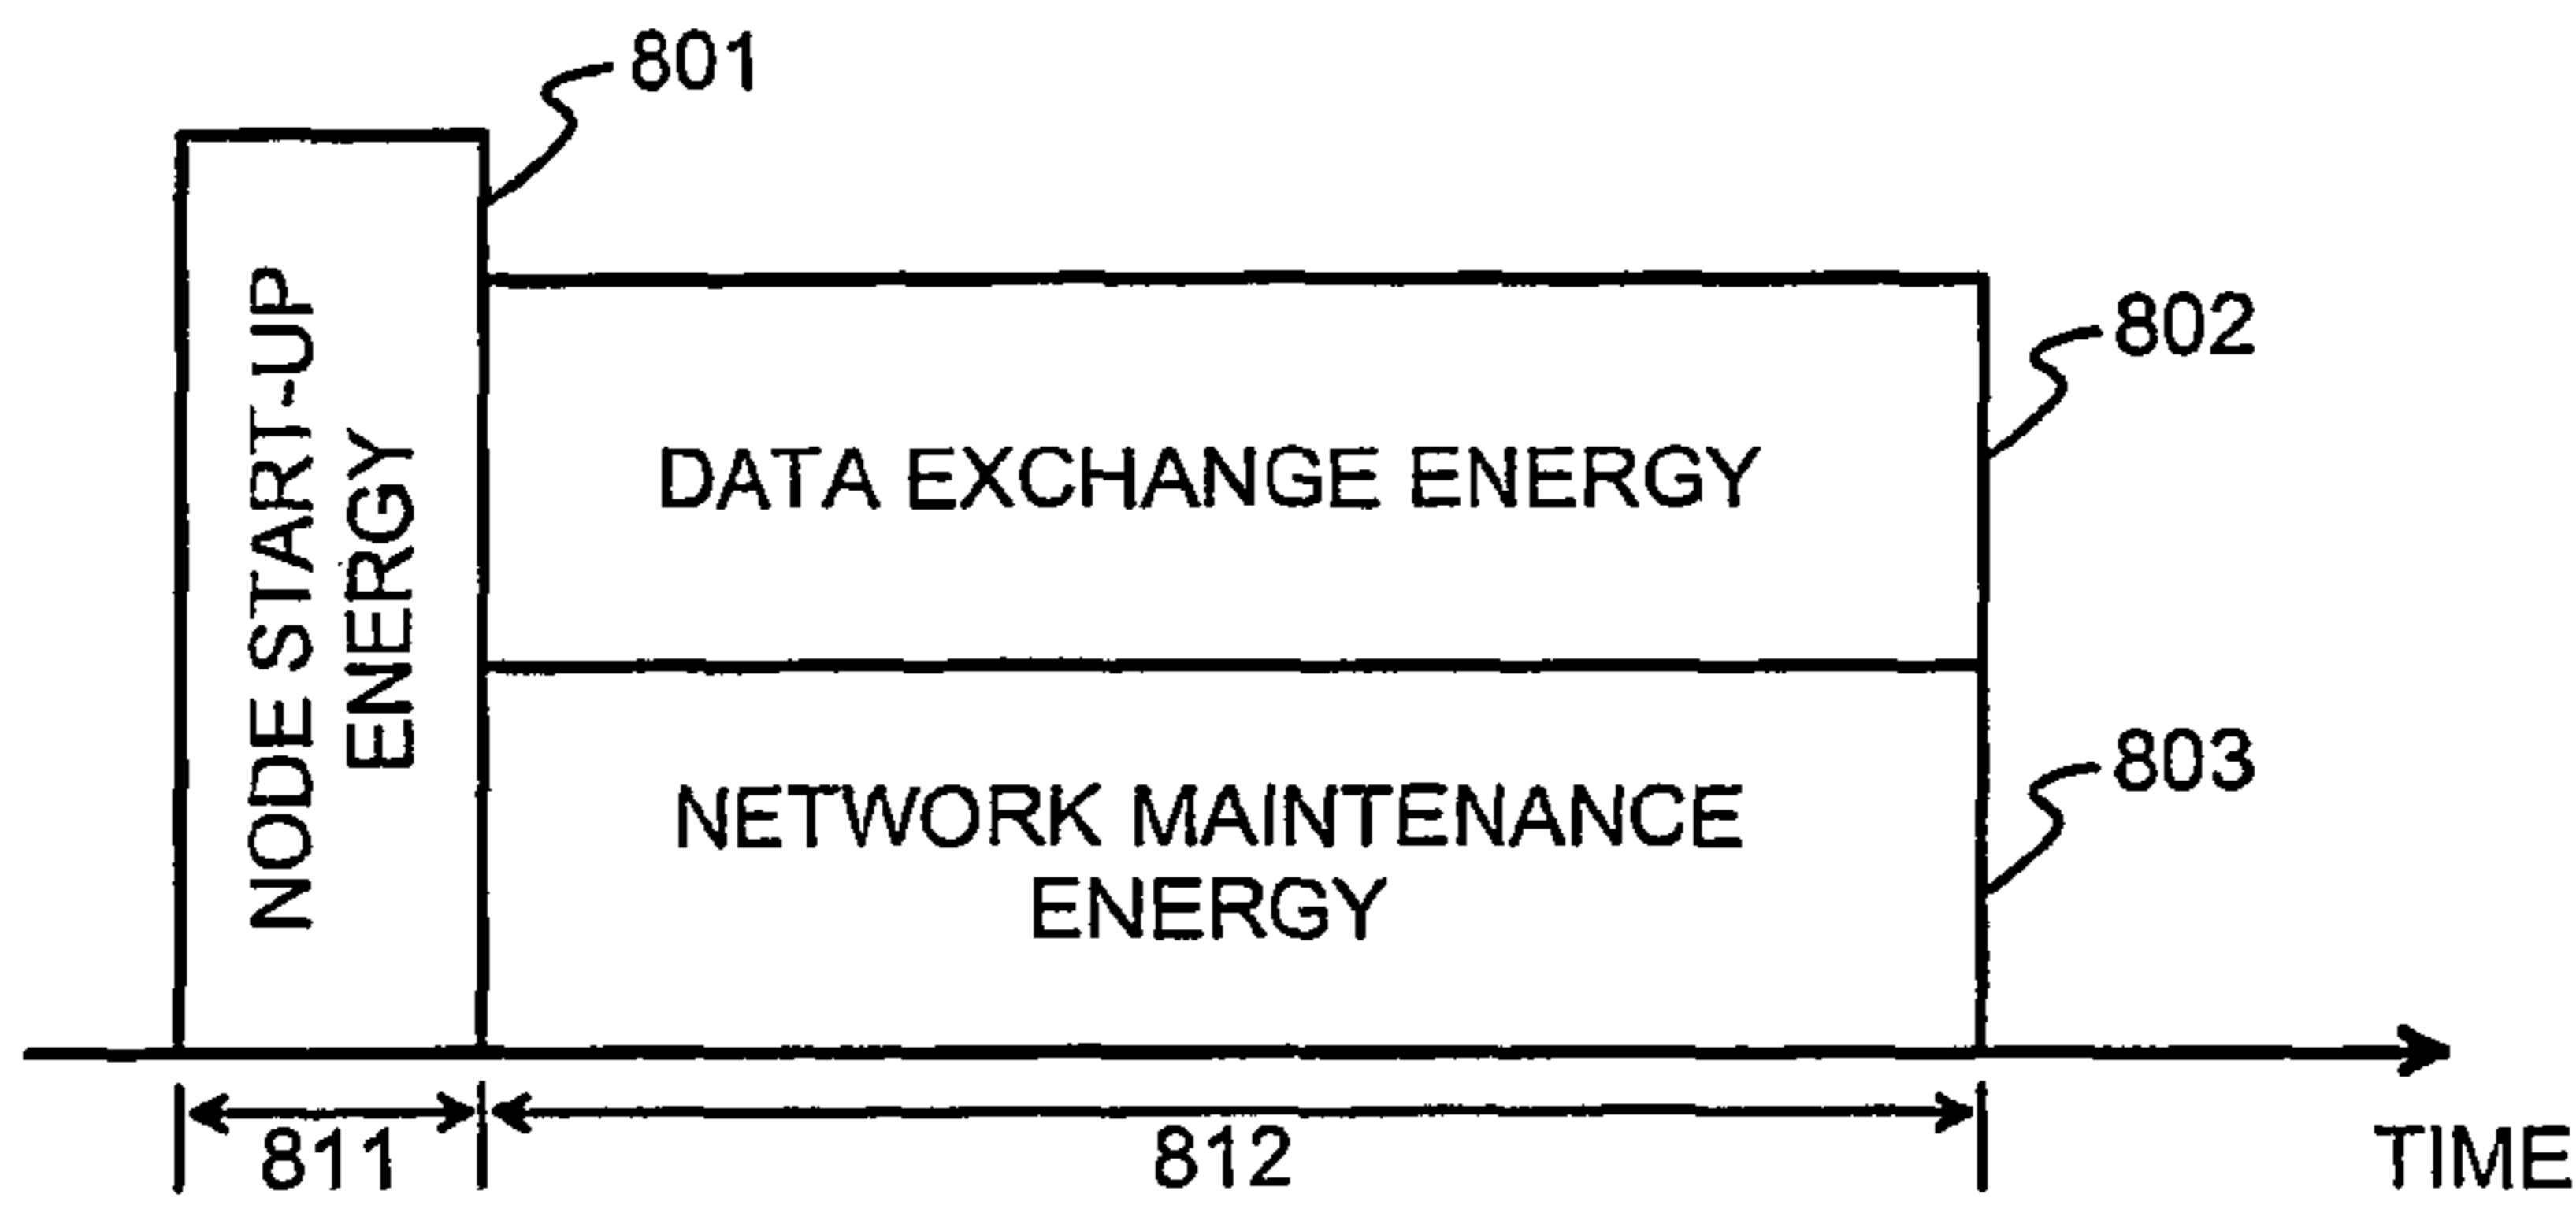 801
NODE START-UP
ENERGY
802
DATA EXCHANGE ENERGY
803
NETWORK MAINTENANCE
ENERGY
811
812
TIME